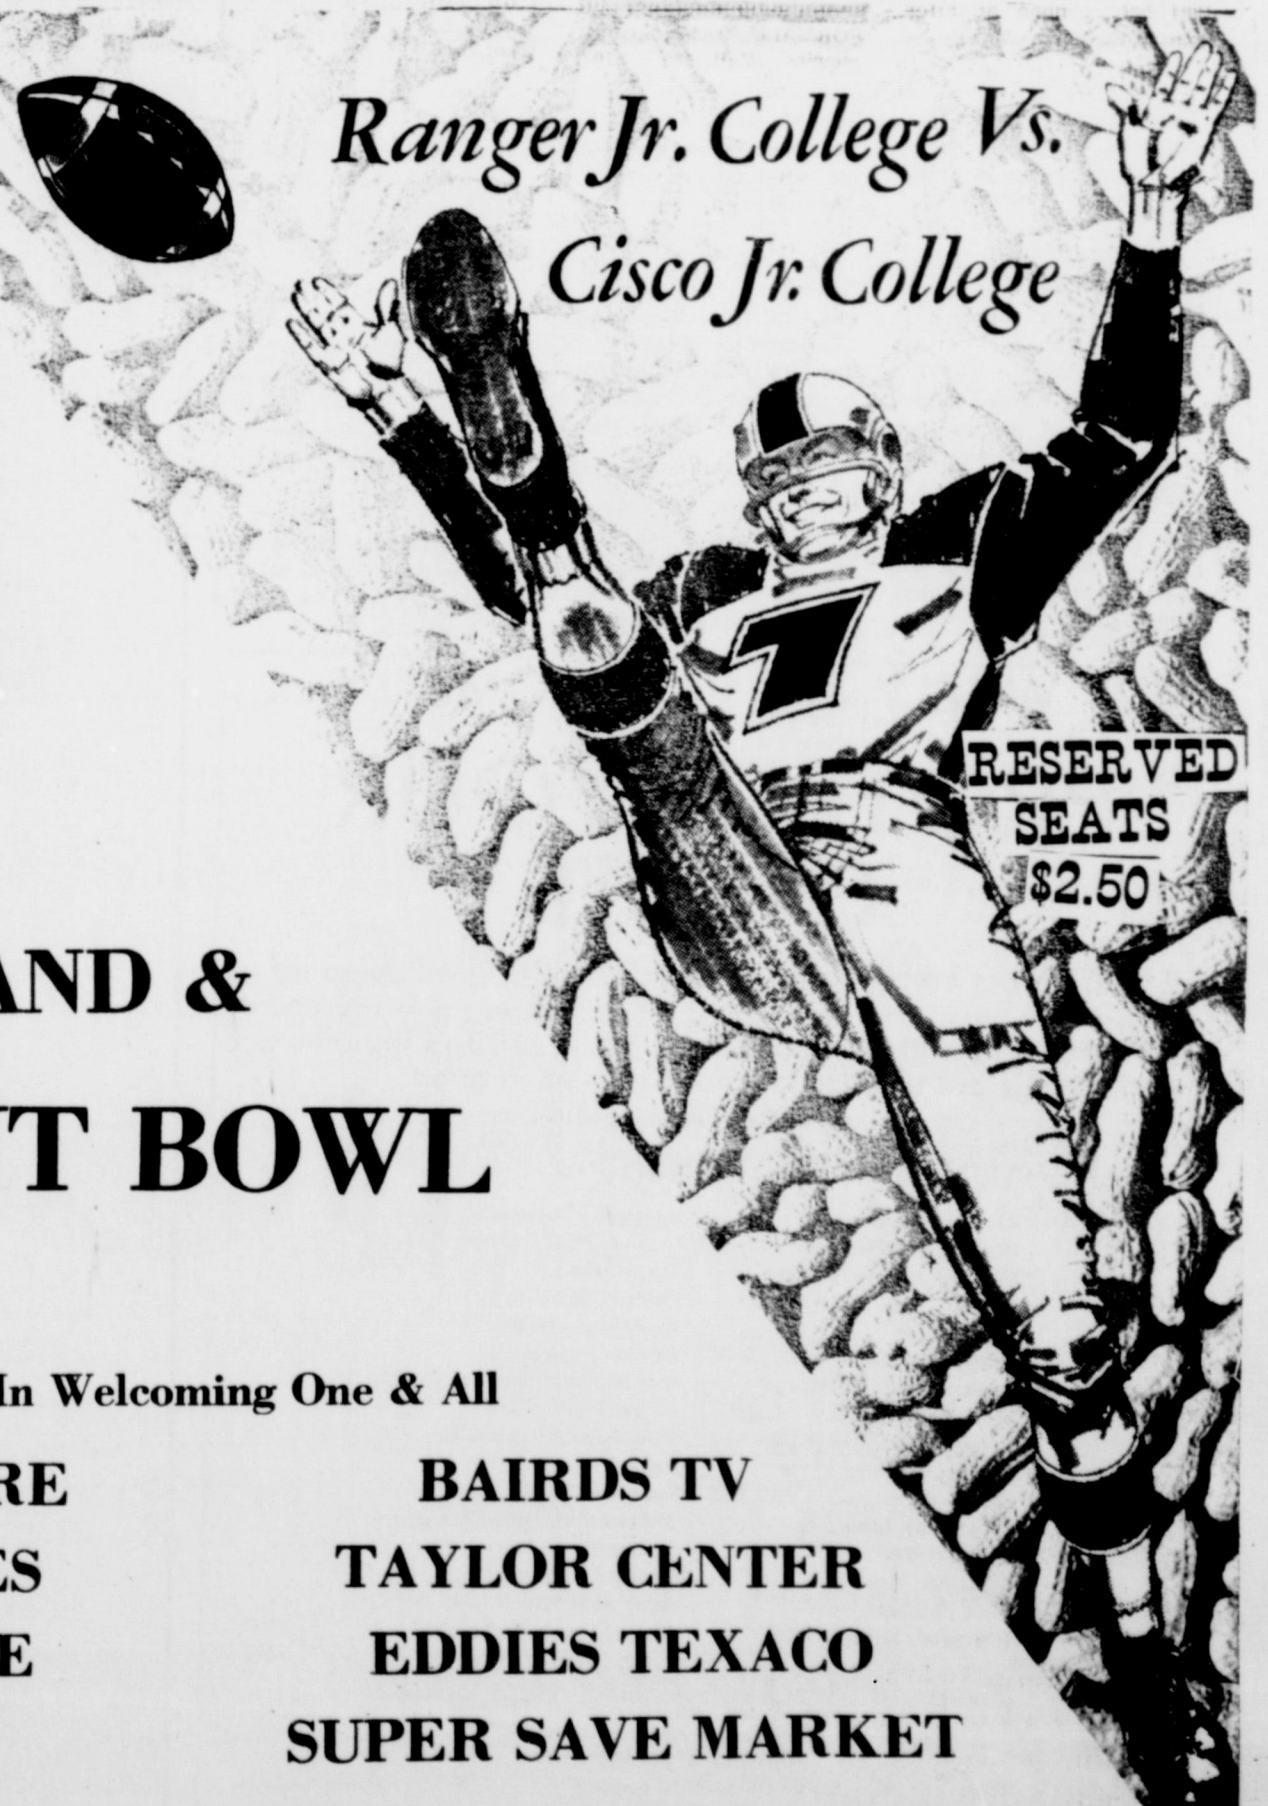 Ranger Jr. College Vs.
Cisco Jr. College
7
RESERVED
SEATS
$2.50
AND &
T BOWL
In Welcoming One & All
RE
ES
E
BAIRDS TV
TAYLOR CENTER
EDDIES TEXACO
SUPER SAVE MARKET